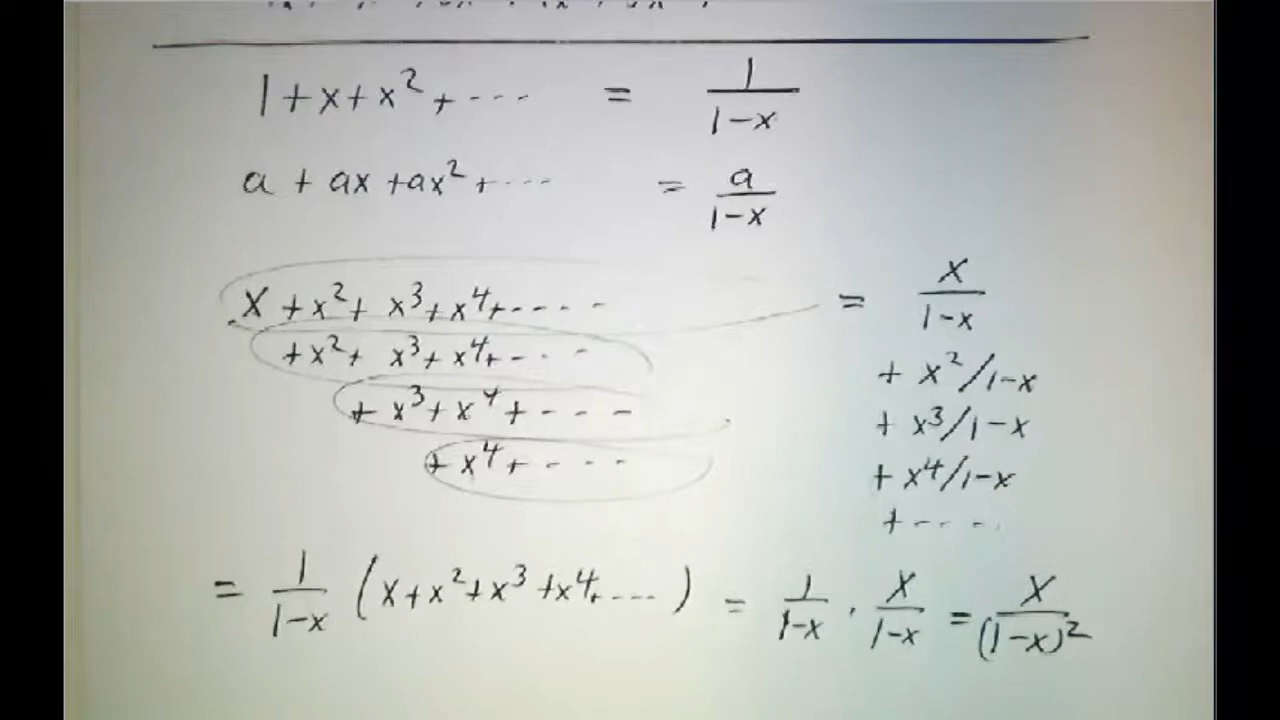 1 + x + x² + ... = 1/(1-x)
a + ax + ax² + ... = a/(1-x)
x + x² + x³ + x⁴ + .... = x/(1-x)
+ x² + x³ + x⁴ + ... + x²/1-x
+ x³ + x⁴ + .... + x³/1-x
+ x⁴ + .... + x⁴/1-x
+ ....
= 1/(1-x) (x + x² + x³ + x⁴ + ....) = 1/(1-x) · x/(1-x) = x/(1-x)²